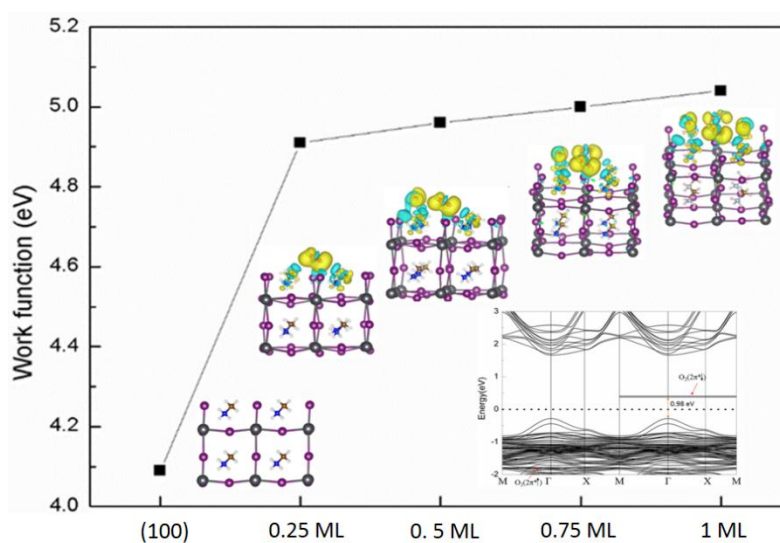 5.2
5.0
4.8
4.6
4.4
4.2
4.0
Work function (eV)
(100)
0.25 ML
0. 5 ML
0.75 ML
1 ML
3
2
1
0
-1
-2
Energy(eV)
0.98 eV
M Γ X M Γ X M